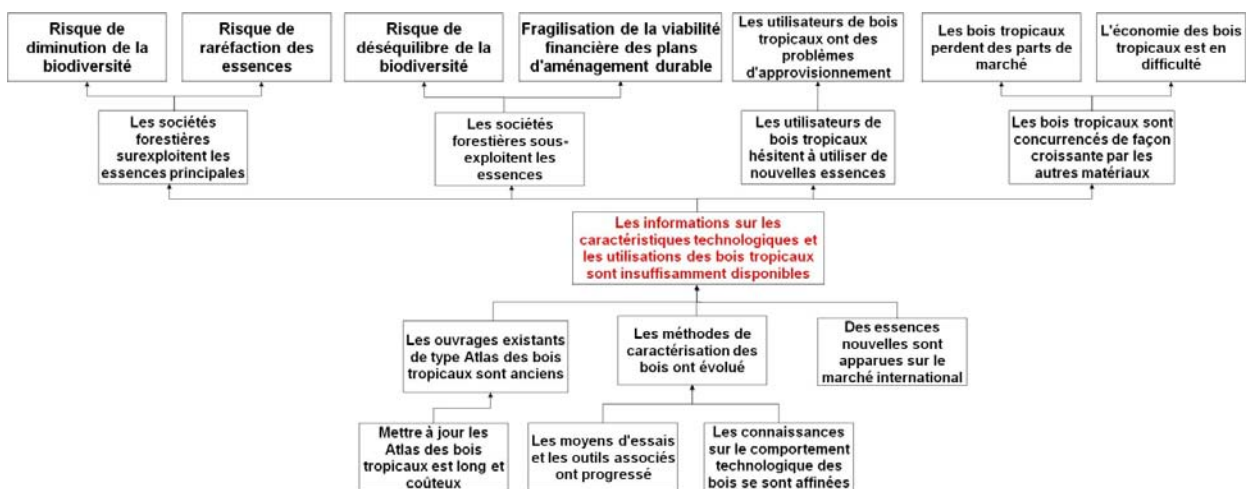 Risque de
diminution de la
biodiversité
Risque de
raréfaction des
essences
Risque de
déséquilibre de la
biodiversité
Fragilisation de la viabilité
financière des plans
d'aménagement durable
Les utilisateurs de bois
tropicaux ont des
problèmes
d'approvisionnement
Les bois tropicaux
perdent des parts de
marché
L'économie des bois
tropicaux est en
difficulté
Les sociétés
forestières
surexploitent les
essences principales
Les sociétés
forestières sous-
exploitent les
essences
Les utilisateurs de
bois tropicaux
hésitent à utiliser de
nouvelles essences
Les bois tropicaux sont
concurrencés de façon
croissante par les
autres matériaux
Les informations sur les
caractéristiques technologiques et
les utilisations des bois tropicaux
sont insuffisamment disponibles
Les ouvrages existants
de type Atlas des bois
tropicaux sont anciens
Les méthodes de
caractérisation des
bois ont évolué
Des essences
nouvelles sont
apparues sur le
marché international
Mettre à jour les
Atlas des bois
tropicaux est long et
coûteux
Les moyens d'essais
et les outils associés
ont progressé
Les connaissances
sur le comportement
technologique des
bois se sont affinées